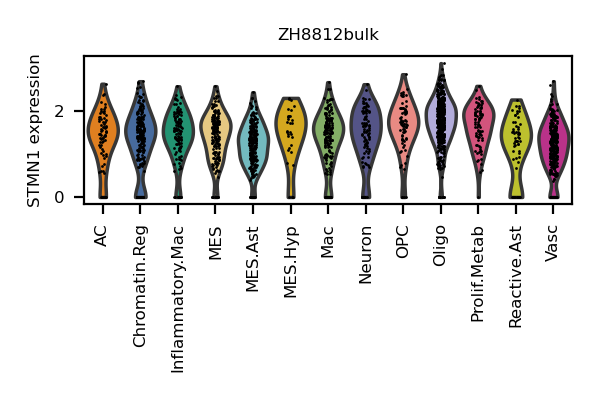 ZH8812bulk
STMN1 expression
2
0
AC
Chromatin.Reg
Inflammatory.Mac
MES
MES.Ast
MES.Hyp
Mac
Neuron
OPC
Oligo
Prolif.Metab
Reactive.Ast
Vasc